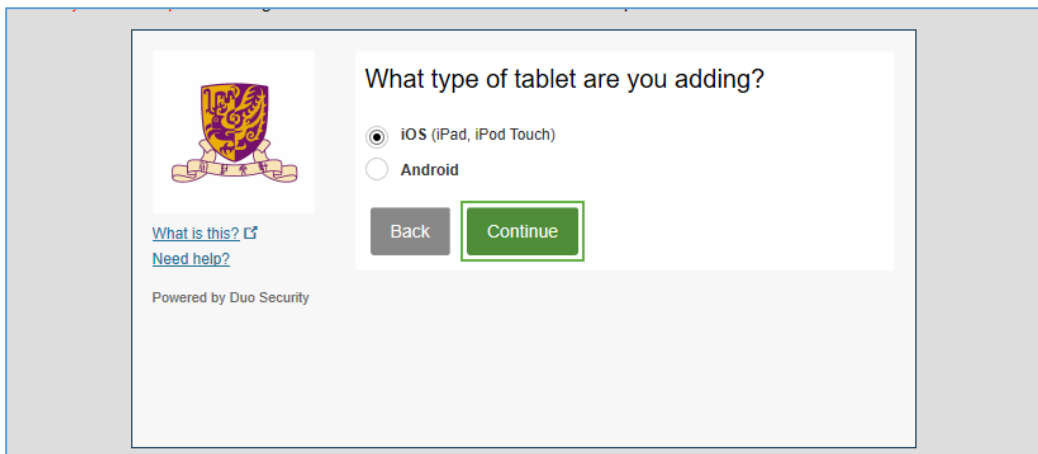 What type of tablet are you adding?
iOS (iPad, iPod Touch)
Android
Back Continue
What is this?
Need help?
Powered by Duo Security